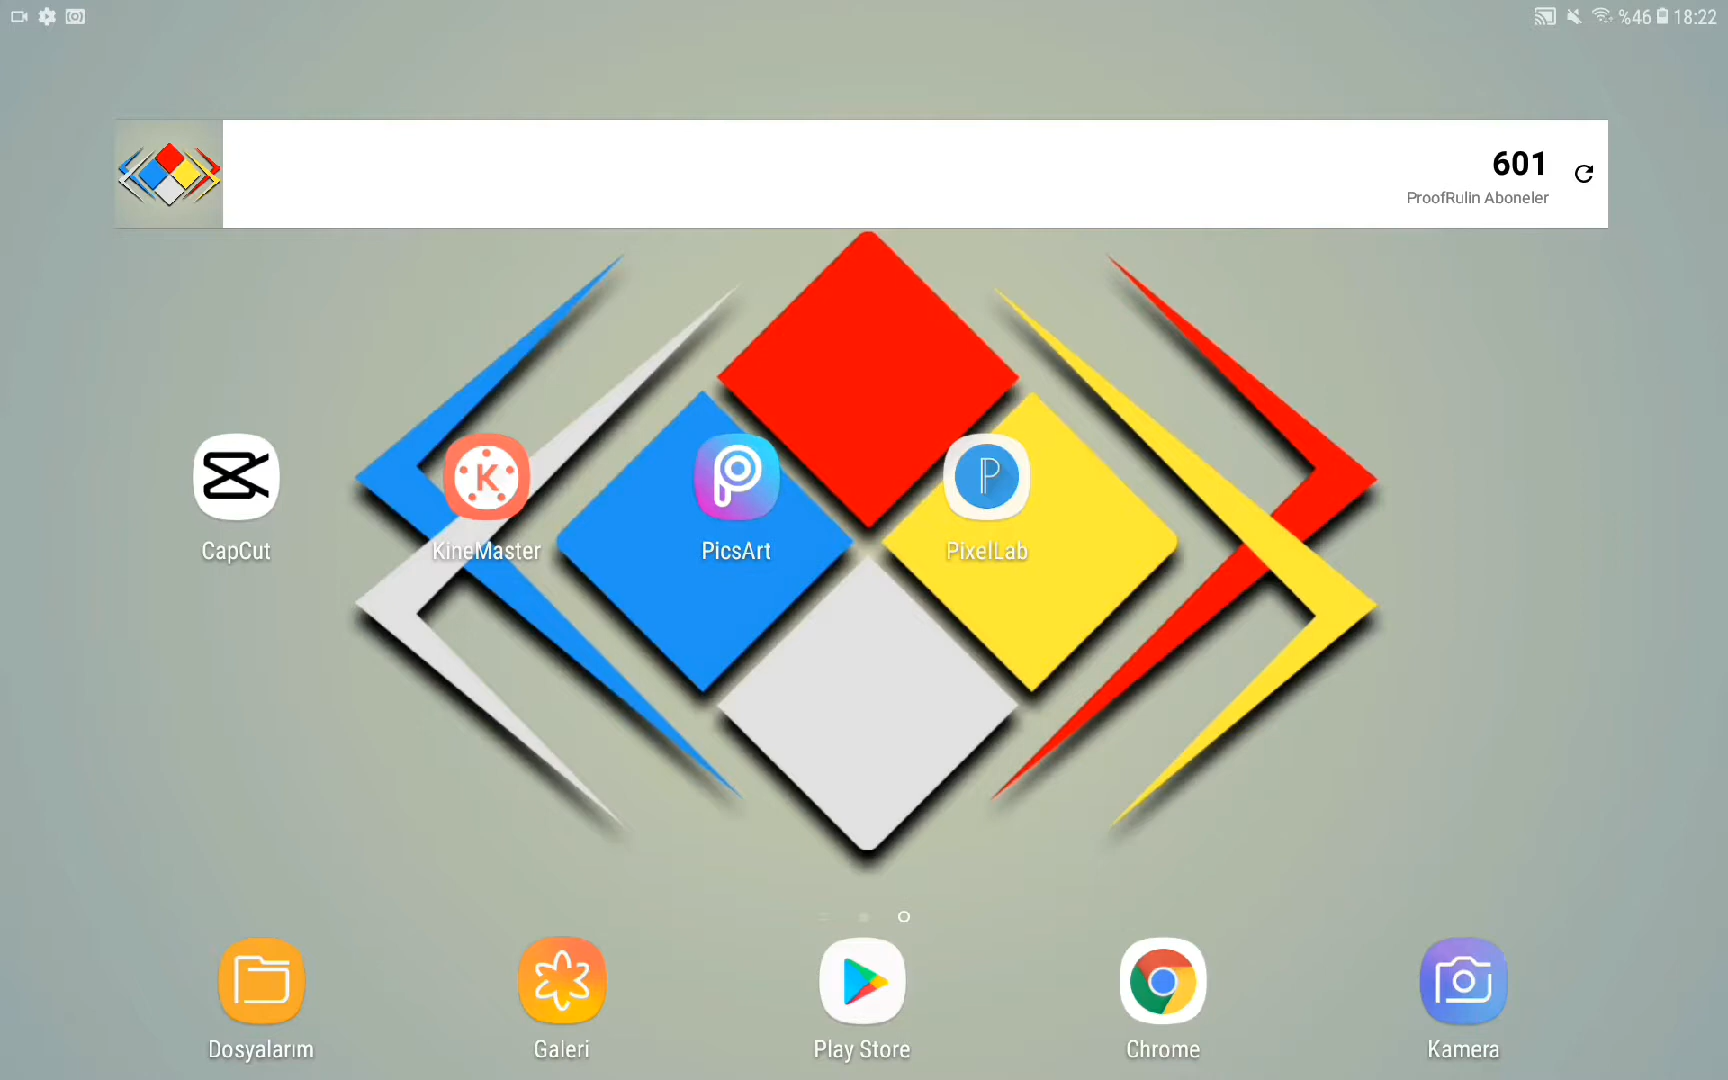 %46 18:22
601
ProofRulin Aboneler
CapCut KineMaster PicsArt PixelLab
Dosyalarım Galeri Play Store Chrome Kamera